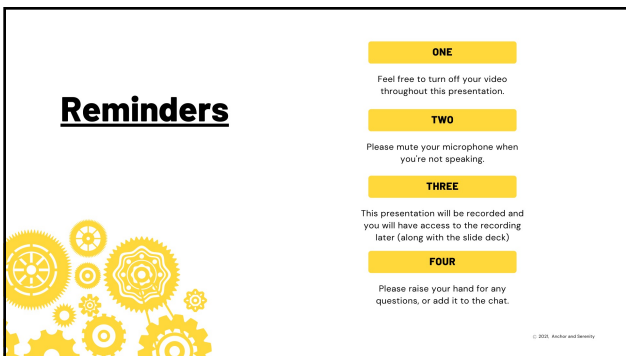 Reminders
ONE
Feel free to turn off your video
throughout this presentation.
TWO
Please mute your microphone when
you're not speaking.
THREE
This presentation will be recorded and
you will have access to the recording
later (along with the slide deck)
FOUR
Please raise your hand for any
questions, or add it to the chat.
© 2021, Anchor and Serenity